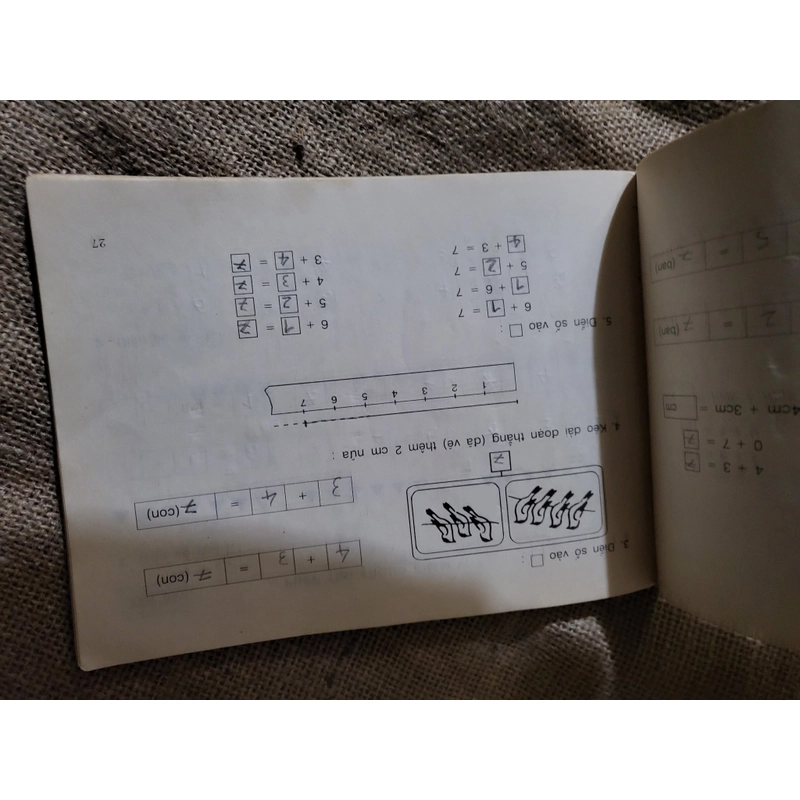 3. Điền số vào □ :
4 + 3 = 7 (con)
3 + 4 = 7 (con)
7
4. Kéo dài đoạn thẳng (đã vẽ) thêm 2 cm nữa :
1 2 3 4 5 6 7
5. Điền số vào □ :
6 + 1 = 7
1 + 6 = 7
5 + 2 = 7
4 + 3 = 7
6 + 1 = 7
5 + 2 = 7
4 + 3 = 7
3 + 4 = 7
27
4 + 3 = 7
0 + 7 = 7
4cm + 3cm = cm
2 = 7 (bạn)
5 = (bạn)